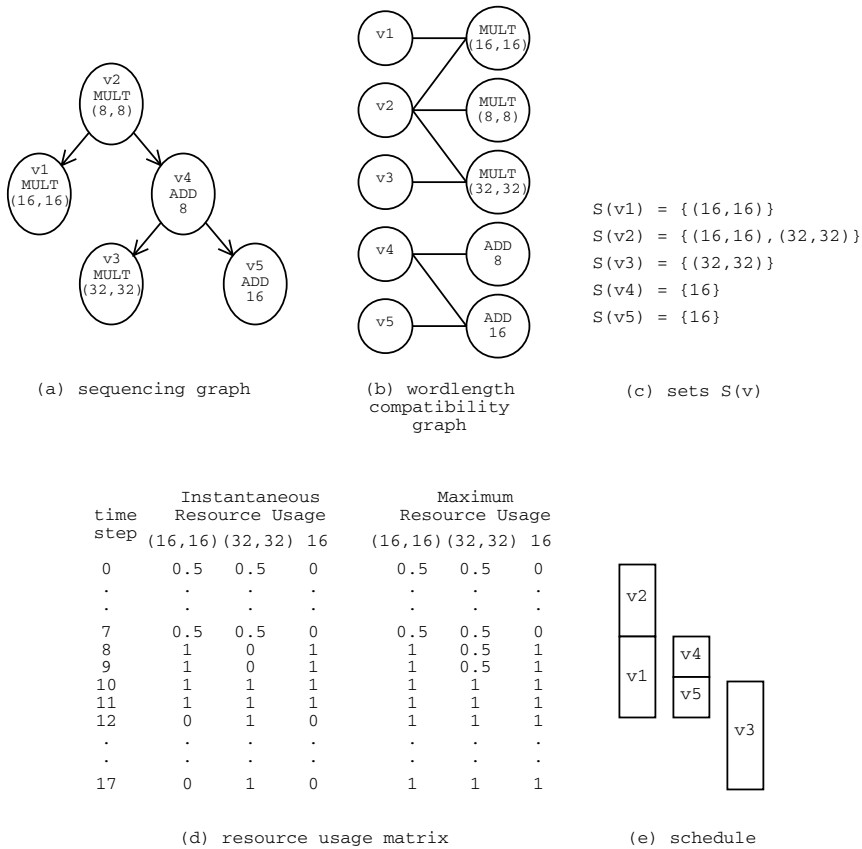 v2
MULT
(8,8)
v1
MULT
(16,16)
v4
ADD
8
v3
MULT
(32,32)
v5
ADD
16
(a) sequencing graph
v1
MULT
(16,16)
v2
MULT
(8,8)
v3
MULT
(32,32)
v4
ADD
8
v5
ADD
16
(b) wordlength
compatibility
graph
S(v1) = {(16,16)}
S(v2) = {(16,16),(32,32)}
S(v3) = {(32,32)}
S(v4) = {16}
S(v5) = {16}
(c) sets S(v)
Instantaneous Maximum
time Resource Usage Resource Usage
step (16,16) (32,32) 16 (16,16) (32,32) 16
0 0.5 0.5 0 0.5 0.5 0
. . . . . . .
. . . . . . .
7 0.5 0.5 0 0.5 0.5 0
8 1 0 1 1 0.5 1
9 1 0 1 1 0.5 1
10 1 1 1 1 1 1
11 1 1 1 1 1 1
12 0 1 0 1 1 1
. . . . . . .
. . . . . . .
17 0 1 0 1 1 1
(d) resource usage matrix
v2
v1
v4
v5
v3
(e) schedule